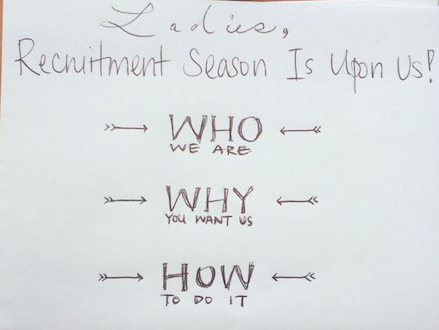 Ladies,
Recruitment Season Is Upon Us!
WHO
WE ARE
WHY
YOU WANT US
HOW
TO DO IT